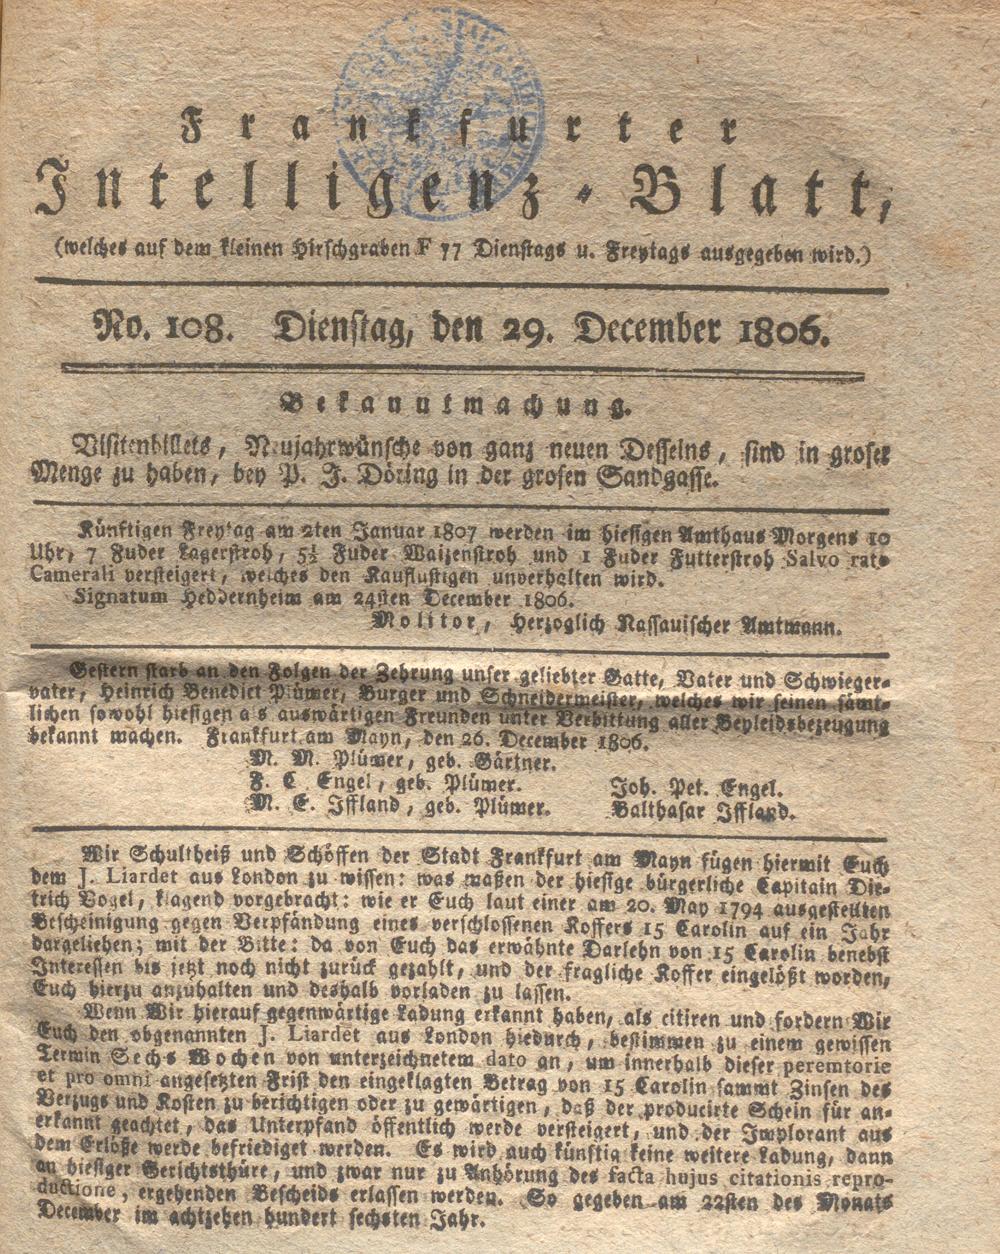 Frankfurter
Intelligenz-Blatt,
(welches auf dem kleinen Hirschgraben F 77 Dienstags u. Freytags ausgegeben wird.)
No. 108. Dienstag, den 29. December 1806.
Bekanntmachung.
Visitenbillets, Neujahrwünsche von ganz neuen Desseins, sind in groser
Menge zu haben, bey P. J. Döring in der grosen Sandgasse.
Künftigen Freytag am 2ten Januar 1807 werden im hiesigen Amthaus Morgens 10
Uhr, 7 Fuder Lagerstroh, 5½ Fuder Waizenstroh und 1 Fuder Futterstroh Salvo rat.
Camerali versteigert, welches den Kauflustigen unverhalten wird.
Signatum Heddernheim am 24sten December 1806.
Molitor, Herzoglich Nassauischer Amtmann.
Gestern starb an den Folgen der Zehrung unser geliebter Gatte, Vater und Schwieger-
vater, Heinrich Benedict Plümer, Burger und Schneidermeister, welches wir seinen sämt-
lichen sowohl hiesigen als auswärtigen Freunden unter Verbittung aller Beyleidsbezeugung
bekannt machen. Frankfurt am Mayn, den 26. December 1806.
M. M. Plümer, geb. Gärtner.
F. C Engel, geb. Plümer. Joh. Pet. Engel.
M. E. Iffland, geb. Plümer. Balthasar Iffland.
Wir Schultheiß und Schöffen der Stadt Frankfurt am Mayn fügen hiermit Euch
dem J. Liardet aus London zu wissen: was maßen der hiesige bürgerliche Capitain Die-
trich Vogel, klagend vorgebracht: wie er Euch laut einer am 20. May 1794 ausgestellten
Bescheinigung gegen Verpfändung eines verschlossenen Koffers 15 Carolin auf ein Jahr
dargeliehen; mit der Bitte: da von Euch das erwähnte Darlehn von 15 Carolin benebst
Interessen bis jetzt noch nicht zurück gezahlt, und der fragliche Koffer eingelößt worden,
Euch hierzu anzuhalten und deshalb vorladen zu lassen.
Wenn Wir hierauf gegenwärtige Ladung erkannt haben, als citiren und fordern Wir
Euch den obgenannten J. Liardet aus London hiedurch, bestimmen zu einem gewissen
Termin Sechs Wochen von unterzeichnetem dato an, um innerhalb dieser peremtorie
et pro omni angesetzten Frist den eingeklagten Betrag von 15 Carolin sammt Zinsen des
Verzugs und Kosten zu berichtigen oder zu gewärtigen, daß der producirte Schein für an-
erkannt geachtet, das Unterpfand öffentlich werde versteigert, und der Implorant aus
dem Erlöße werde befriediget werden. Es wird auch künftig keine weitere Ladung, dann
an hiesiger Gerichtsthüre, und zwar nur zu Anhörung des facta hujus citationis repro-
ductione, ergehenden Bescheids erlassen werden. So gegeben am 22sten des Monats
December im achtzehen hundert sechsten Jahr.